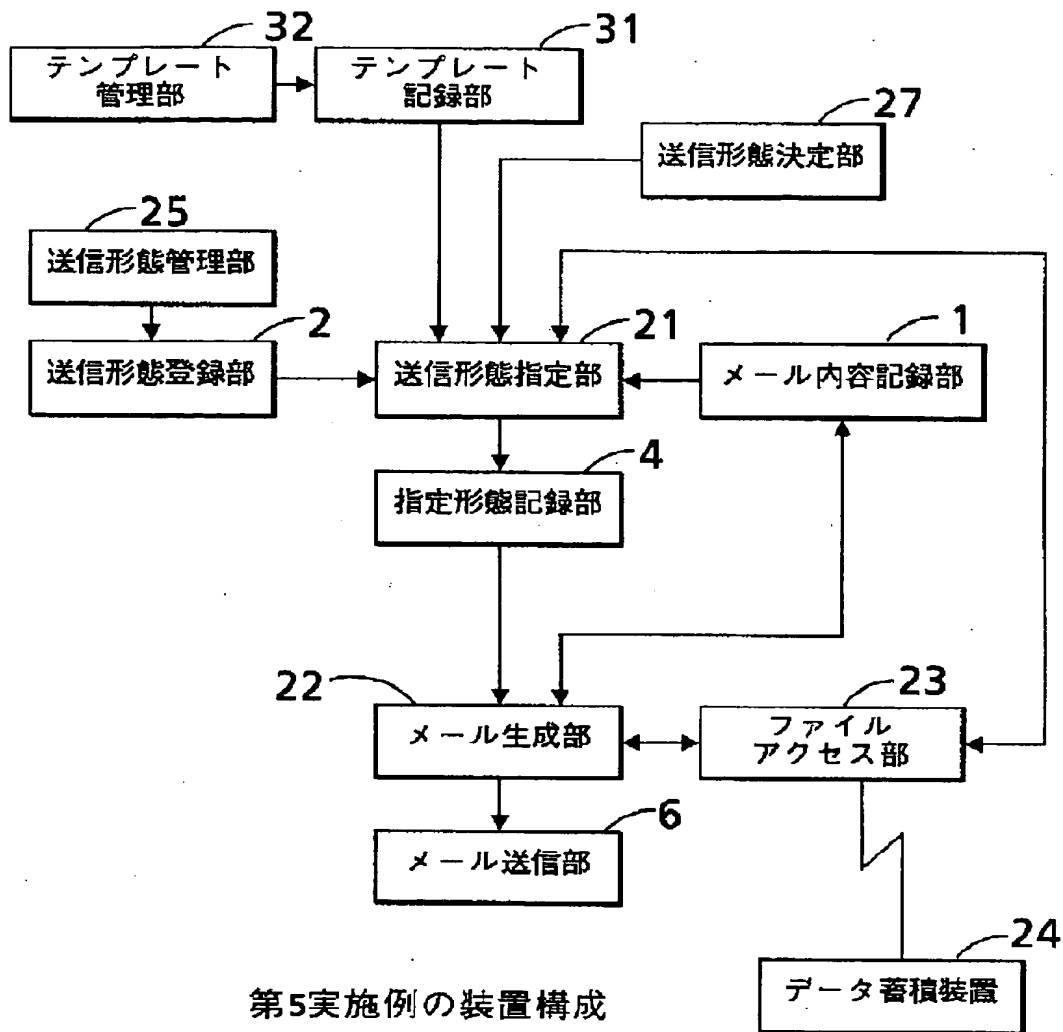 32
テンプレート
管理部
31
テンプレート
記録部
27
送信形態決定部
25
送信形態管理部
2
送信形態登録部
21
送信形態指定部
1
メール内容記録部
4
指定形態記録部
22
メール生成部
23
ファイル
アクセス部
6
メール送信部
24
データ蓄積装置
第5実施例の装置構成